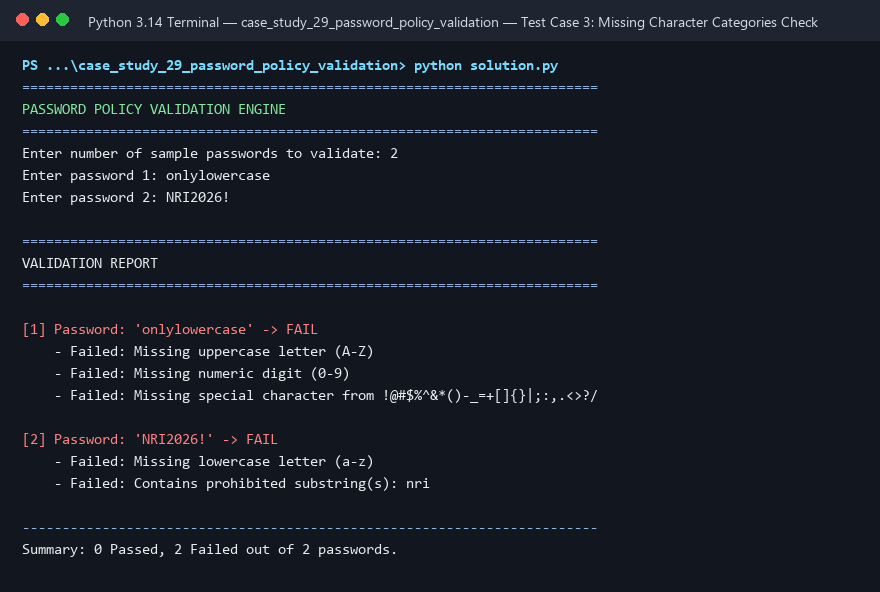 Python 3.14 Terminal — case_study_29_password_policy_validation — Test Case 3: Missing Character Categories Check
PS ...\case_study_29_password_policy_validation> python solution.py
========================================================================
PASSWORD POLICY VALIDATION ENGINE
========================================================================
Enter number of sample passwords to validate: 2
Enter password 1: onlylowercase
Enter password 2: NRI2026!
========================================================================
VALIDATION REPORT
========================================================================
[1] Password: 'onlylowercase' -> FAIL
    - Failed: Missing uppercase letter (A-Z)
    - Failed: Missing numeric digit (0-9)
    - Failed: Missing special character from !@#$%^&*()-_=+[]{}|;:,.<>?/
[2] Password: 'NRI2026!' -> FAIL
    - Failed: Missing lowercase letter (a-z)
    - Failed: Contains prohibited substring(s): nri
------------------------------------------------------------------------
Summary: 0 Passed, 2 Failed out of 2 passwords.